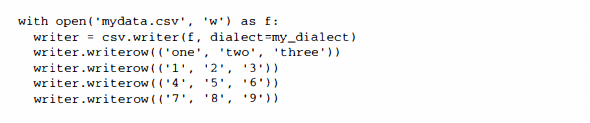 with open('mydata.csv', 'w') as f:
  writer = csv.writer(f, dialect=my_dialect)
  writer.writerow(('one', 'two', 'three'))
  writer.writerow(('1', '2', '3'))
  writer.writerow(('4', '5', '6'))
  writer.writerow(('7', '8', '9'))